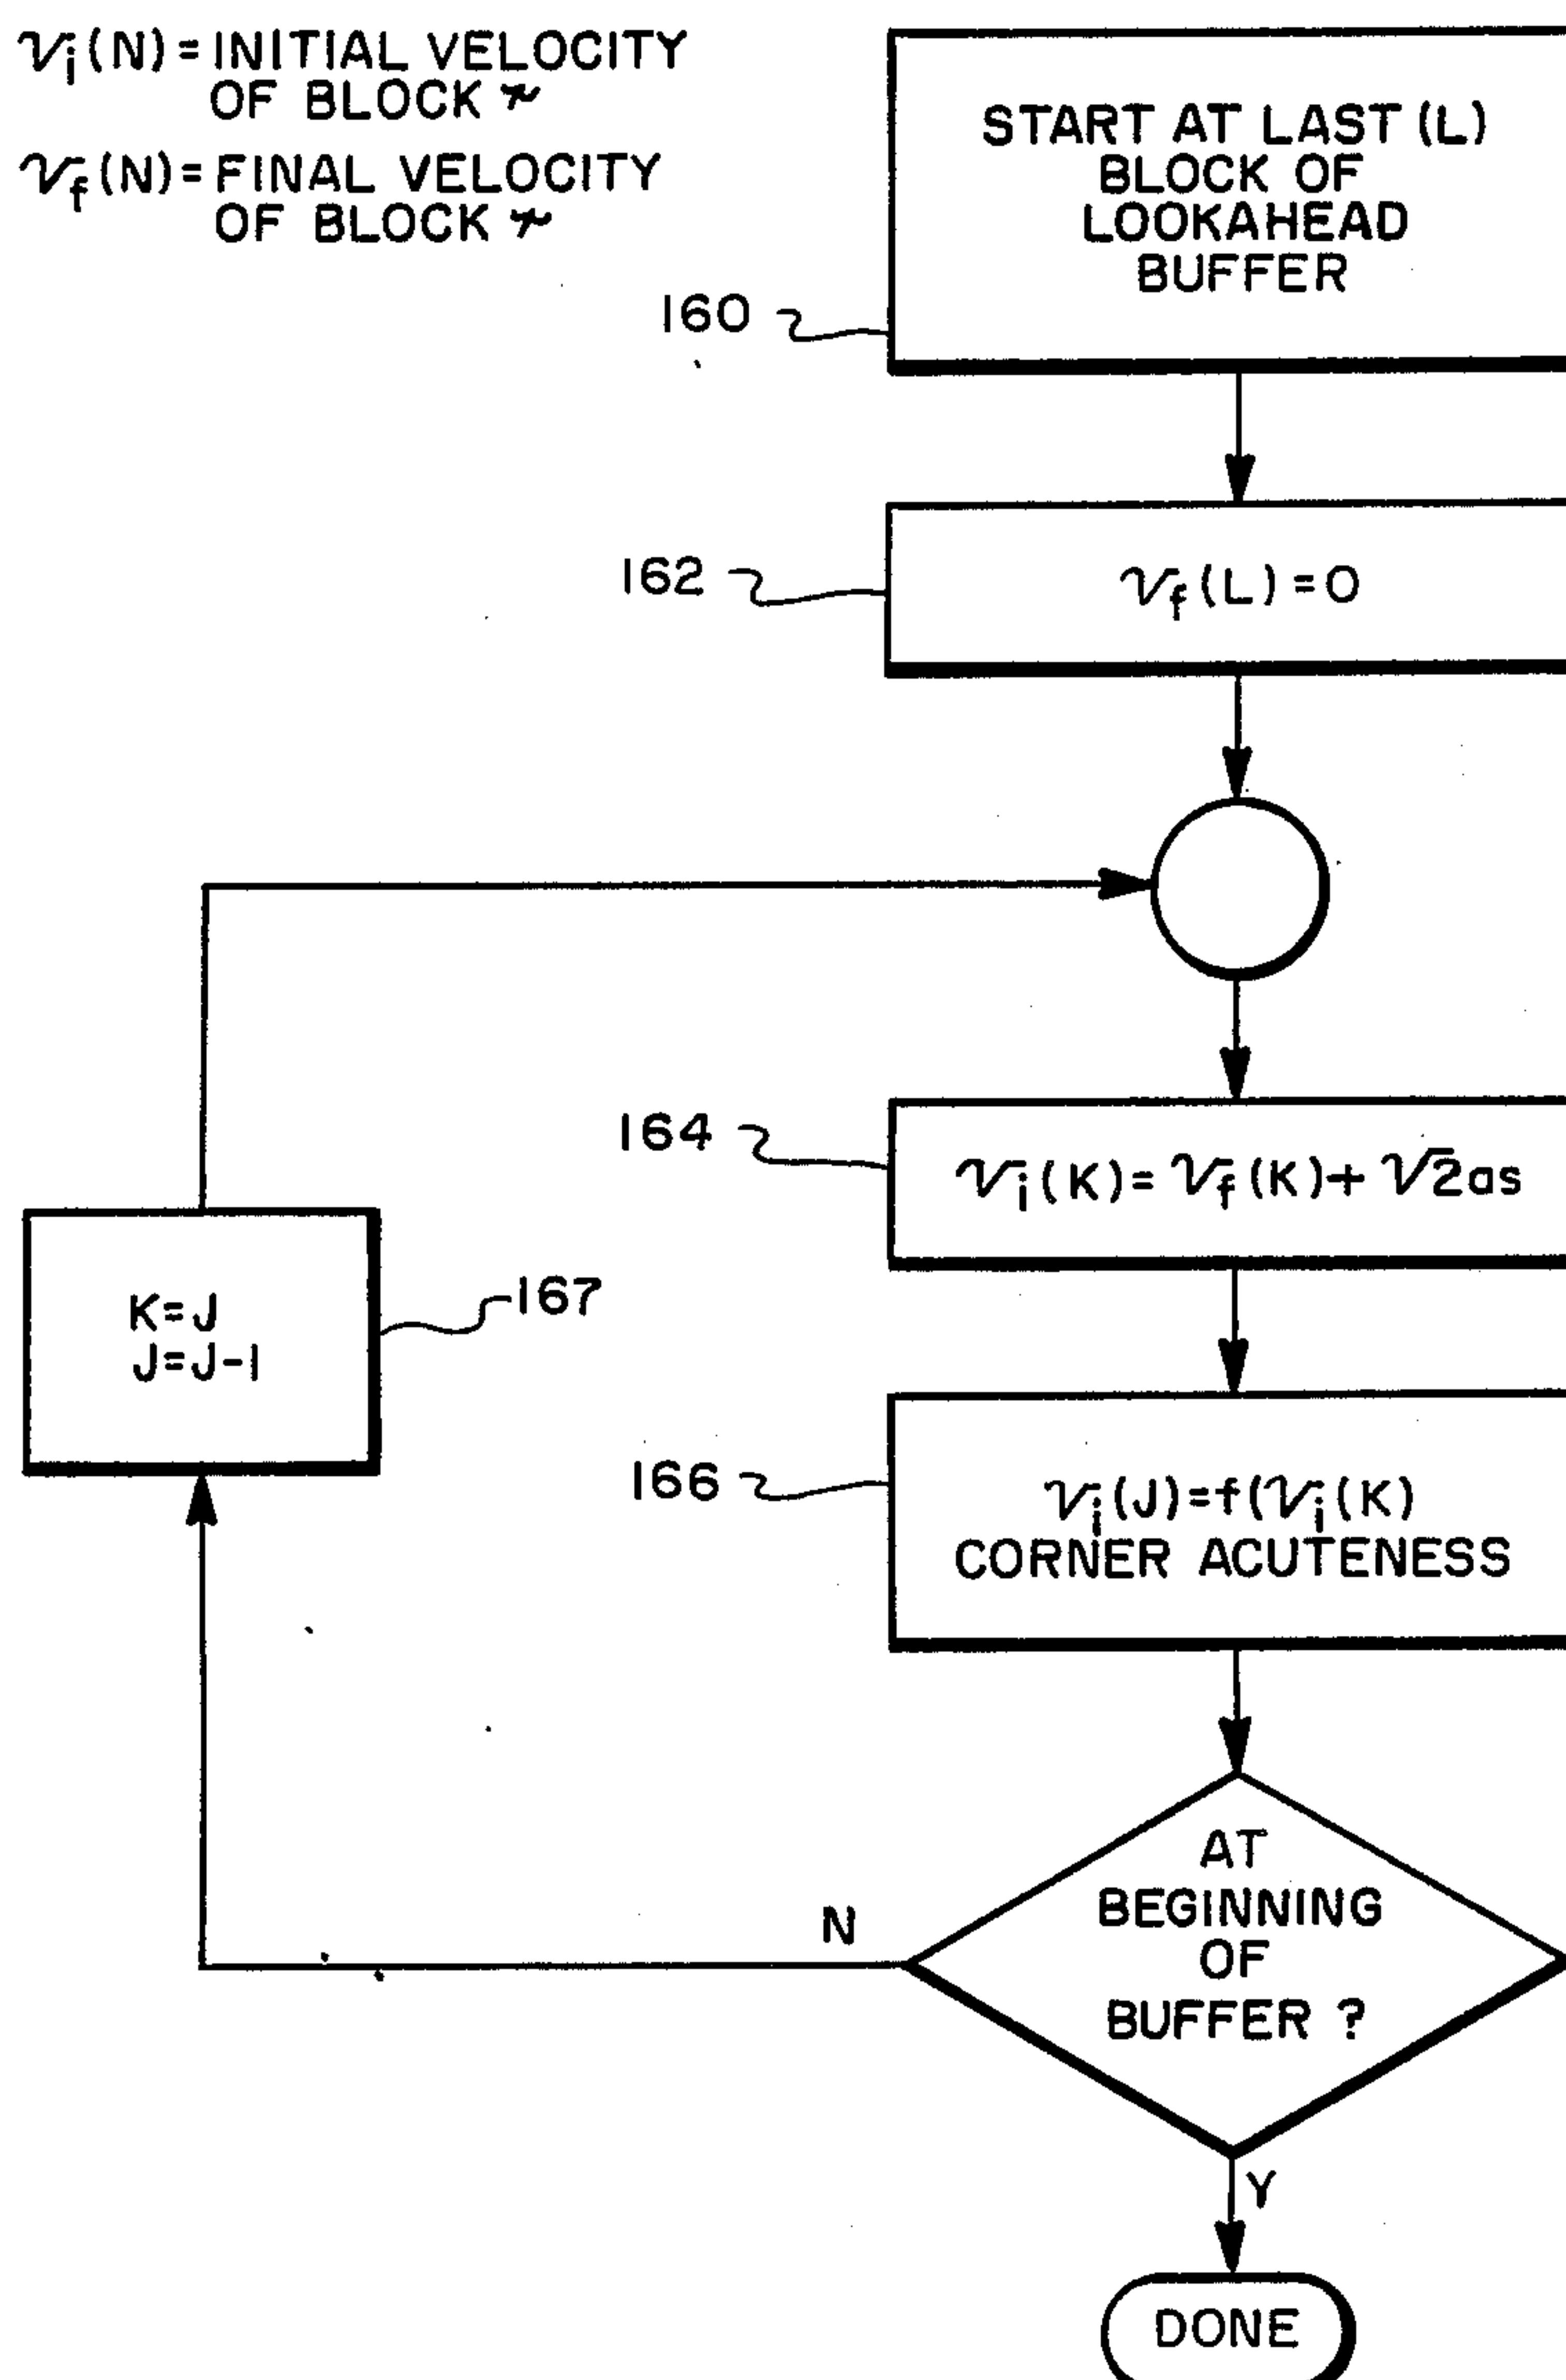 𝓋i(N)=INITIAL VELOCITY
OF BLOCK n
𝓋f(N)=FINAL VELOCITY
OF BLOCK n
START AT LAST (L)
BLOCK OF
LOOKAHEAD
BUFFER
160
162
𝓋f(L)=0
164
𝓋i(K)=𝓋f(K)+√2as
K=J
J=J-1
167
166
𝓋i(J)=f(𝓋i(K)
CORNER ACUTENESS
AT
BEGINNING
OF
BUFFER ?
N
Y
DONE